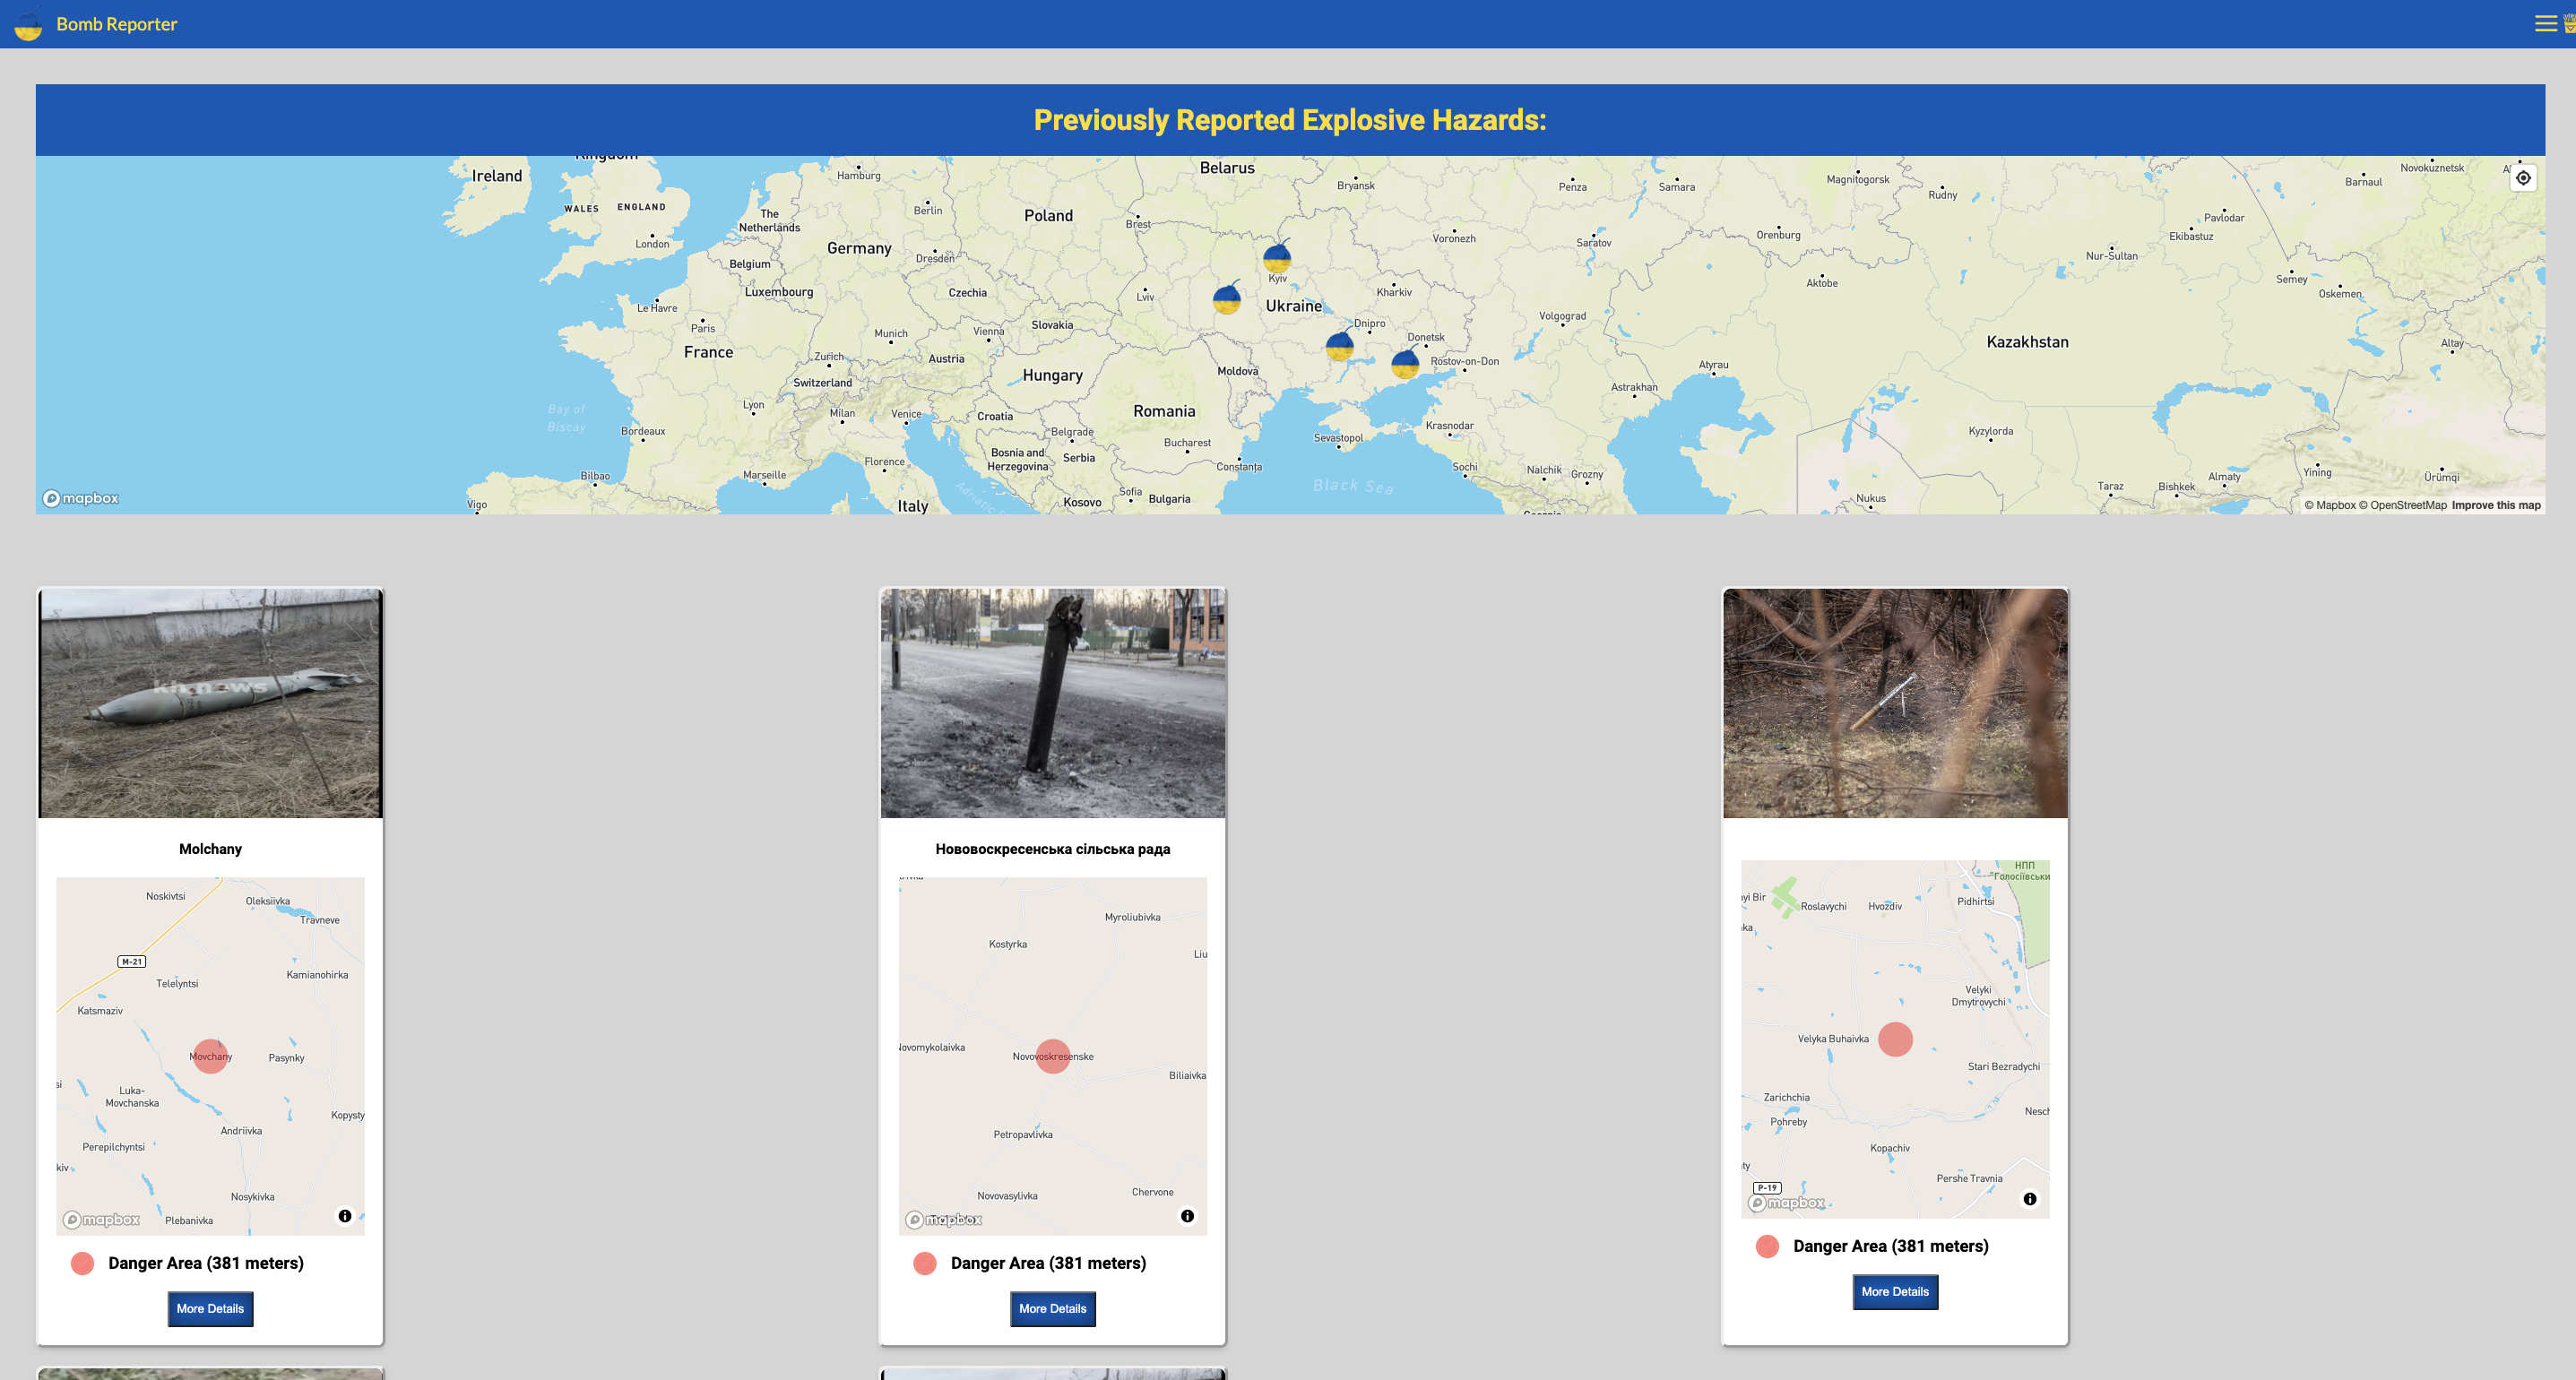 Bomb Reporter
Previously Reported Explosive Hazards:
Kingdom
Ireland
WALES
ENGLAND
London
The
Netherlands
Hamburg
Berlin
Germany
Dresden
Belgium
Luxembourg
Le Havre
Paris
France
Poland
Brest
Belarus
Bryansk
Kyiv
Lviv
Ukraine
Kharkiv
Dnipro
Donetsk
Rostov-on-Don
Voronezh
Penza
Samara
Saratov
Volgograd
Magnitogorsk
Rudny
Orenburg
Aktobe
Atyrau
Astrakhan
Novokuznetsk
Barnaul
Pavlodar
Ekibastuz
Nur-Sultan
Semey
Oskemen
Altay
Kazakhstan
Czechia
Slovakia
Munich
Vienna
Zurich
Austria
Switzerland
Hungary
Moldova
Romania
Lyon
Milan
Venice
Croatia
Belgrade
Bucharest
Bosnia and
Herzegovina
Serbia
Constanța
Sevastopol
Krasnodar
Sochi
Nalchik
Grozny
Georgia
Black Sea
Bay of
Biscay
Bordeaux
Bilbao
Vigo
Marseille
Florence
Italy
Adriatic
Kosovo
Sofia
Bulgaria
Kyzylorda
Nukus
Taraz
Bishkek
Almaty
Yining
Ürümqi
mapbox
© Mapbox © OpenStreetMap Improve this map
kh.news
Molchany
Noskivtsi
Oleksiivka
Travneve
M-21
Telelyntsi
Kamianohirka
Katsmaziv
Movchany
Pasynky
si
Luka-
Movchanska
Kopysty
Andriivka
Perepilchyntsi
kiv
Nosykivka
Plebanivka
mapbox
Danger Area (381 meters)
More Details
Нововоскресенська сільська рада
Myroliubivka
Kostyrka
Liu
Novomykolaivka
Novovoskresenske
Biliaivka
Petropavlivka
Novovasylivka
Chervone
mapbox
Danger Area (381 meters)
More Details
НПП
"Голосіївськи
yi Bir
Roslavychi
Hvozdiv
Pidhirtsi
ka
Velyki
Dmytrovychi
Velyka Buhaivka
Stari Bezradychi
Zarichchia
Pohreby
Nesch
Kopachiv
ty
Pershe Travnia
P-19
mapbox
Danger Area (381 meters)
More Details